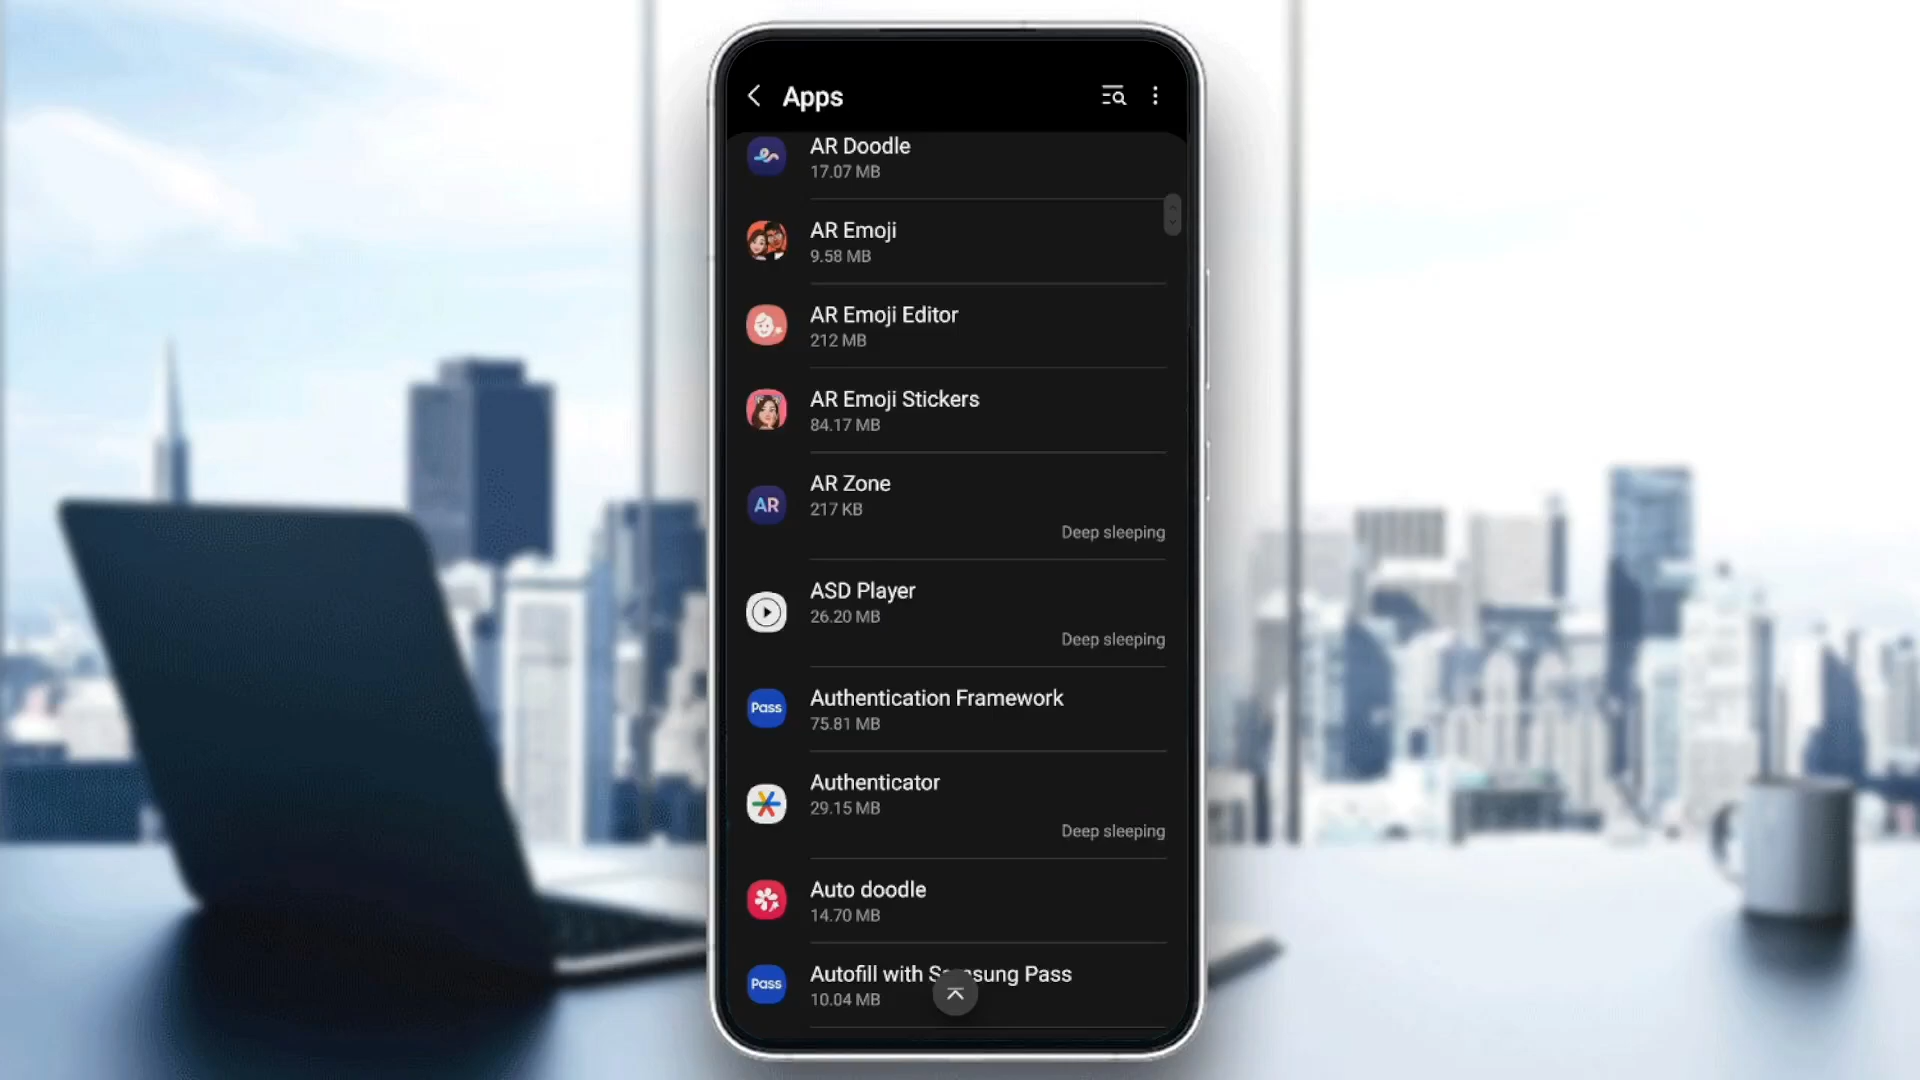 Apps
AR Doodle
17.07 MB
AR Emoji
9.58 MB
AR Emoji Editor
212 MB
AR Emoji Stickers
84.17 MB
AR
AR Zone
217 KB
Deep sleeping
ASD Player
26.20 MB
Deep sleeping
Pass
Authentication Framework
75.81 MB
Authenticator
29.15 MB
Deep sleeping
Auto doodle
14.70 MB
Pass
Autofill with Samsung Pass
10.04 MB